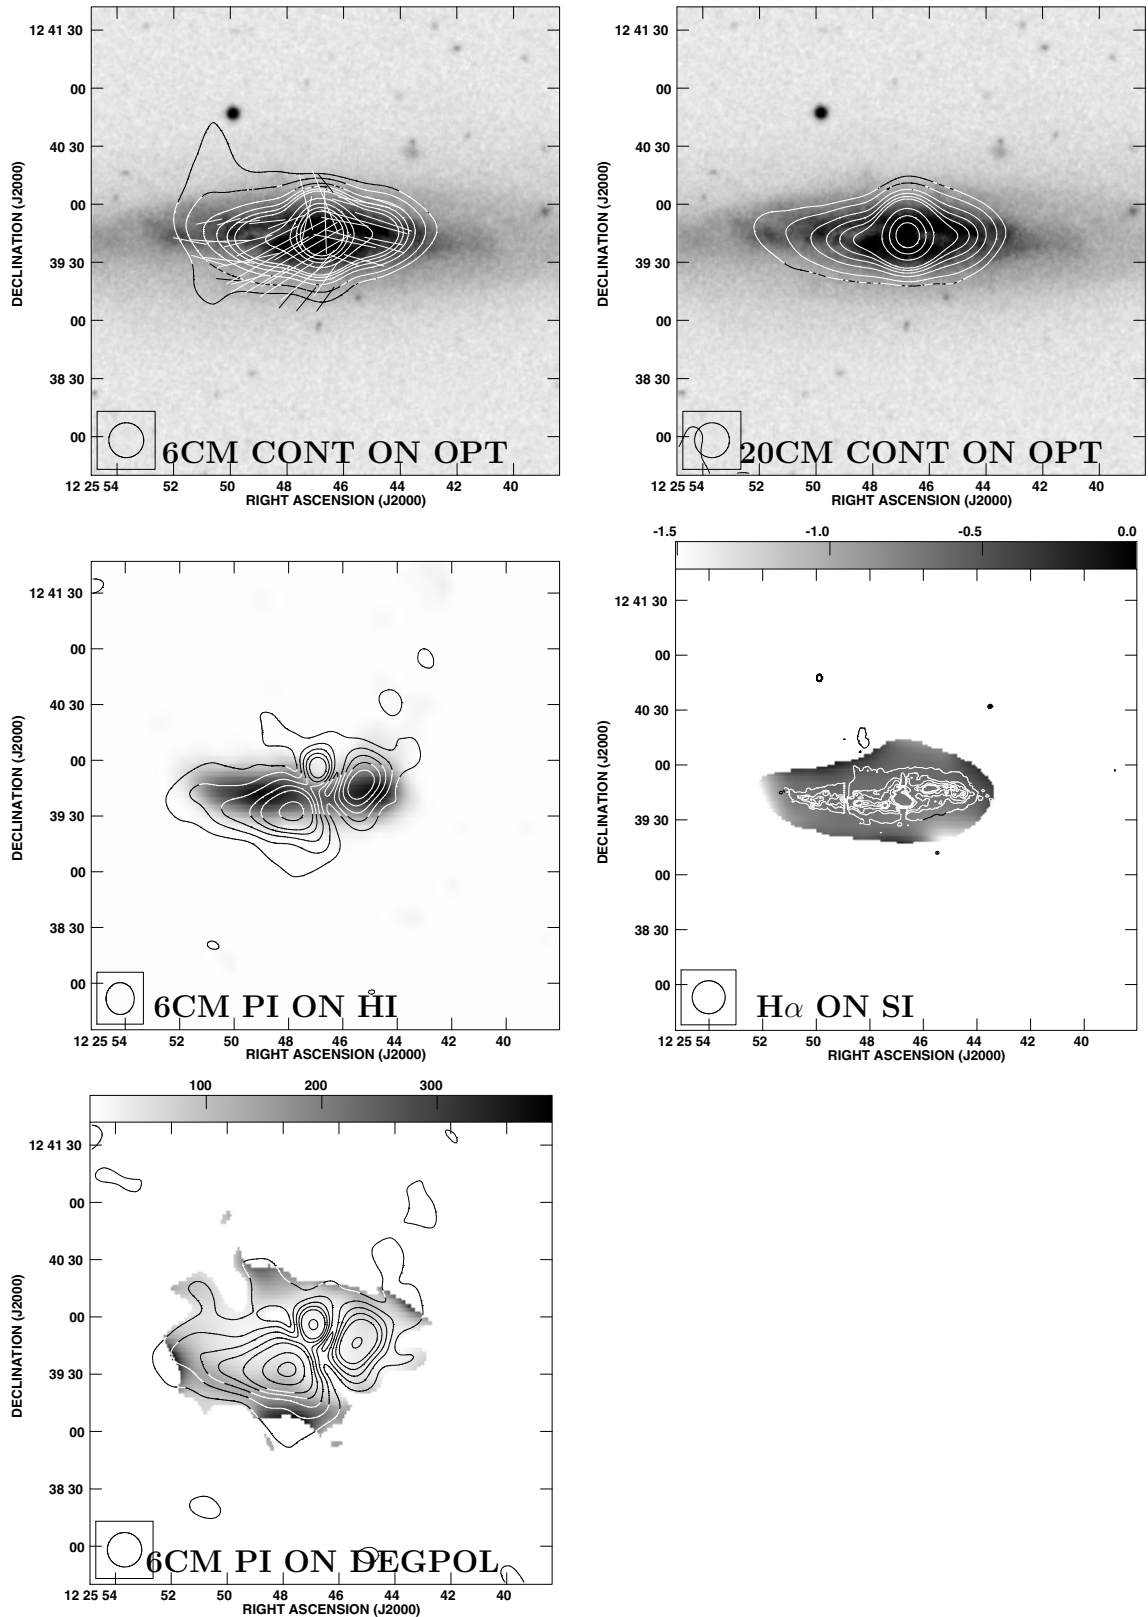 12 41 30
00
40 30
00
39 30
00
38 30
00
DECLINATION (J2000)
6CM CONT ON OPT
12 25 54 52 50 48 46 44 42 40
RIGHT ASCENSION (J2000)
12 41 30
00
40 30
00
39 30
00
38 30
00
DECLINATION (J2000)
20CM CONT ON OPT
12 25 54 52 50 48 46 44 42 40
RIGHT ASCENSION (J2000)
12 41 30
00
40 30
00
39 30
00
38 30
00
DECLINATION (J2000)
6CM PI ON HI
12 25 54 52 50 48 46 44 42 40
RIGHT ASCENSION (J2000)
-1.5 -1.0 -0.5 0.0
12 41 30
00
40 30
00
39 30
00
38 30
00
DECLINATION (J2000)
Hα ON SI
12 25 54 52 50 48 46 44 42 40
RIGHT ASCENSION (J2000)
100 200 300
12 41 30
00
40 30
00
39 30
00
38 30
00
DECLINATION (J2000)
6CM PI ON DEGPOL
12 25 54 52 50 48 46 44 42 40
RIGHT ASCENSION (J2000)